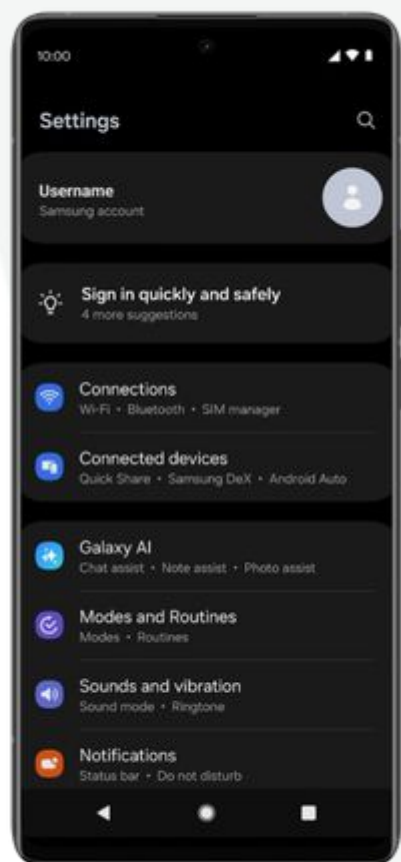 10:00
Settings
Username
Samsung account
Sign in quickly and safely
4 more suggestions
Connections
Wi-Fi • Bluetooth • SIM manager
Connected devices
Quick Share • Samsung DeX • Android Auto
Galaxy AI
Chat assist • Note assist • Photo assist
Modes and Routines
Modes • Routines
Sounds and vibration
Sound mode • Ringtone
Notifications
Status bar • Do not disturb